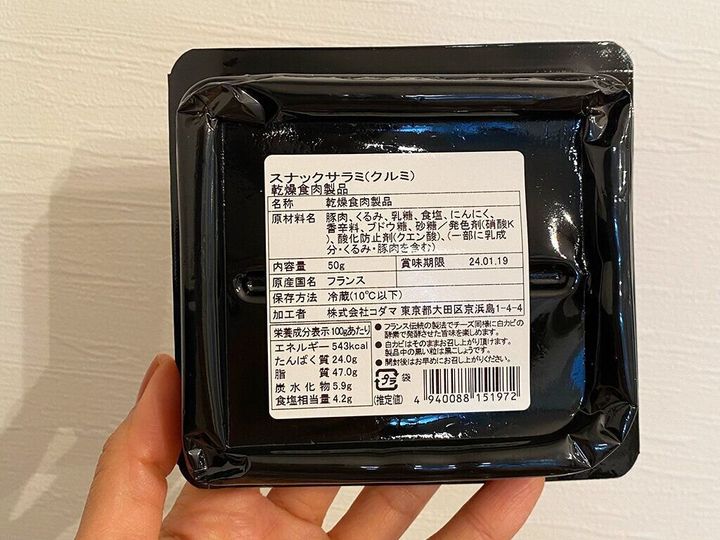 スナックサラミ(クルミ)
乾燥食肉製品
名称 乾燥食肉製品
原材料名 豚肉、くるみ、乳糖、食塩、にんにく、
香辛料、ブドウ糖、砂糖/発色剤(硝酸K
)、酸化防止剤(クエン酸)、(一部に乳成
分・くるみ・豚肉を含む)
内容量 50g 賞味期限 24.01.19
原産国名 フランス
保存方法 冷蔵(10℃以下)
加工者 株式会社コダマ 東京都大田区京浜島1-4-4
栄養成分表示100gあたり
エネルギー 543kcal
たんぱく質 24.0g
脂質 47.0g
炭水化物 5.9g
食塩相当量 4.2g
(推定値)
●フランス伝統の製法でチーズ同様に白カビの
酵素で発酵させた旨味を楽しめます。
●白カビはそのままお召し上がり頂けます。
製品中の黒い粒は黒こしょうです。
●開封後はお早めにお召し上がりください。
プラ 袋
4 940088 151972